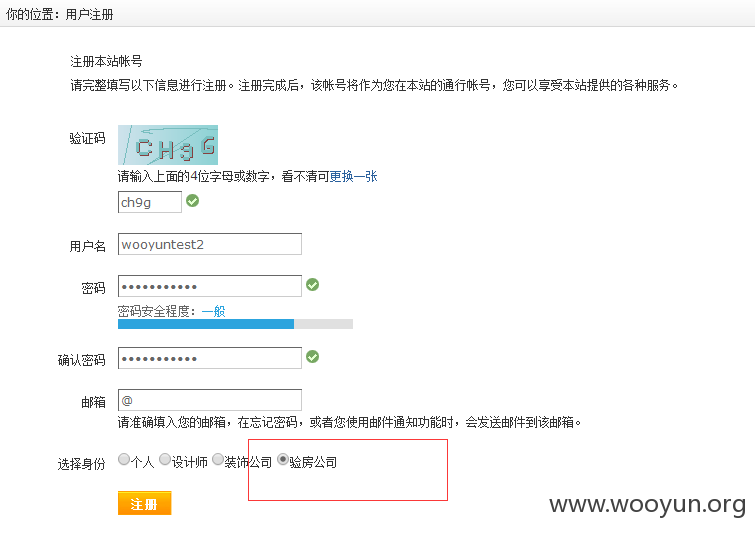 你的位置：用户注册
注册本站帐号
请完整填写以下信息进行注册。注册完成后，该帐号将作为您在本站的通行帐号，您可以享受本站提供的各种服务。
验证码 CH9G
请输入上面的4位字母或数字，看不清可更换一张
ch9g
用户名 wooyuntest2
密码 •••••••••••
密码安全程度：一般
确认密码 •••••••••••
邮箱 @
请准确填入您的邮箱，在忘记密码，或者您使用邮件通知功能时，会发送邮件到该邮箱。
选择身份 个人 设计师 装饰公司 验房公司
注册
www.wooyun.org